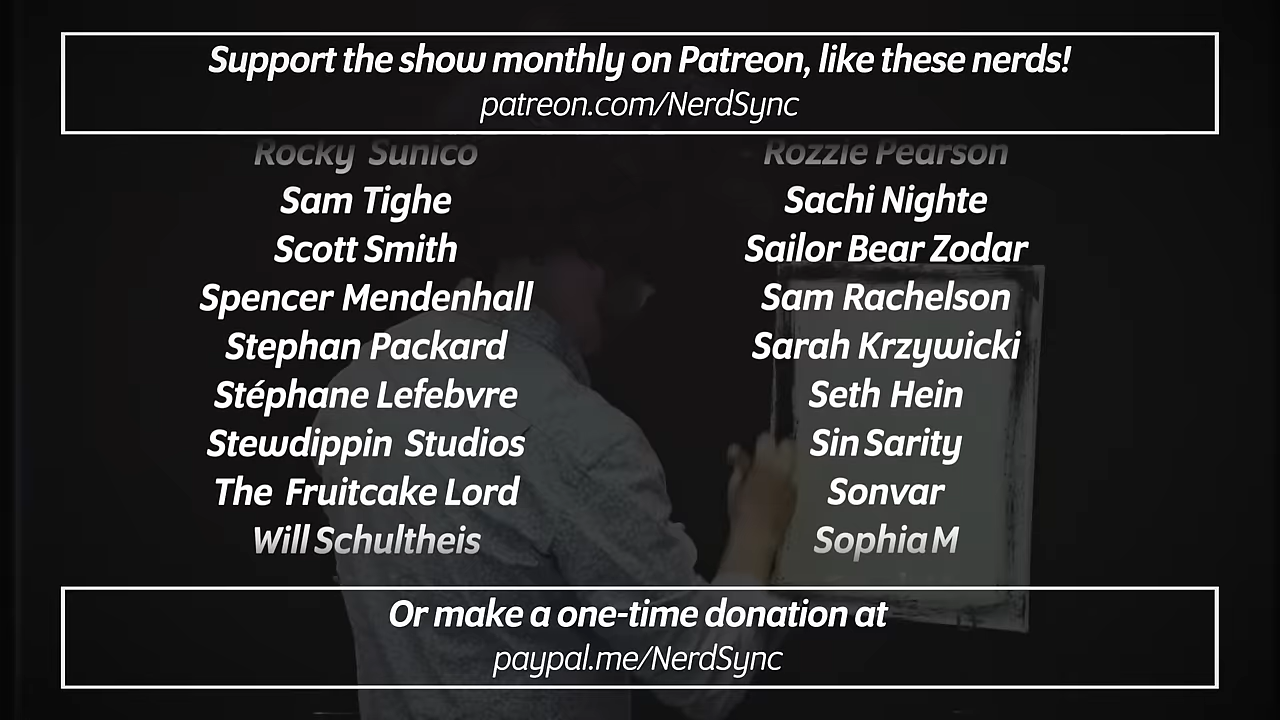 Support the show monthly on Patreon, like these nerds!
patreon.com/NerdSync
Rocky Sunico
Rozzie Pearson
Sam Tighe
Sachi Nighte
Scott Smith
Sailor Bear Zodar
Spencer Mendenhall
Sam Rachelson
Stephan Packard
Sarah Krzywicki
Stéphane Lefebvre
Seth Hein
Stewdippin Studios
Sin Sarity
The Fruitcake Lord
Sonvar
Will Schultheis
Sophia M
Or make a one-time donation at
paypal.me/NerdSync